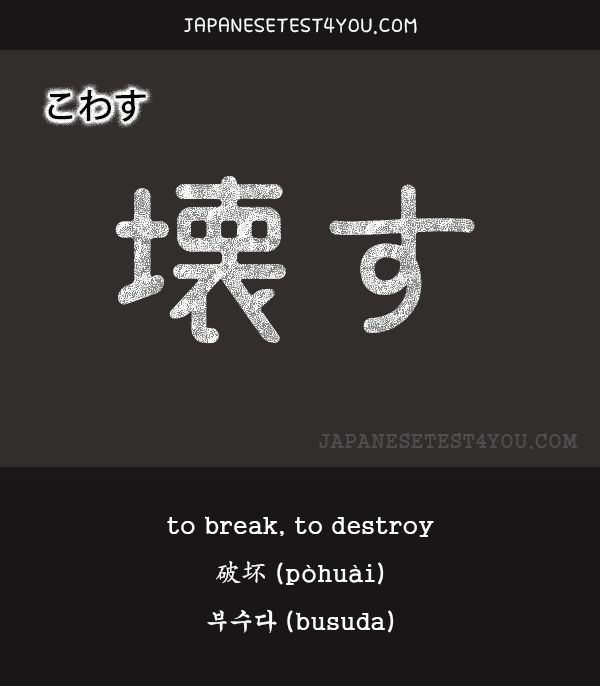 JAPANESETEST4YOU.COM
こわす
壊す
JAPANESETEST4YOU.COM
to break, to destroy
破坏 (pòhuài)
부수다 (busuda)